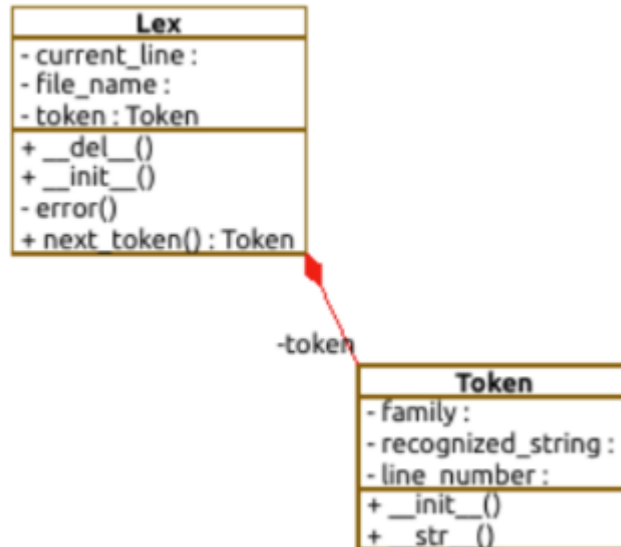 Lex
- current_line :
- file_name :
- token : Token
+ __del__()
+ __init__()
- error()
+ next_token() : Token
-token
Token
- family :
- recognized_string :
- line_number :
+ __init__()
+ __str__()